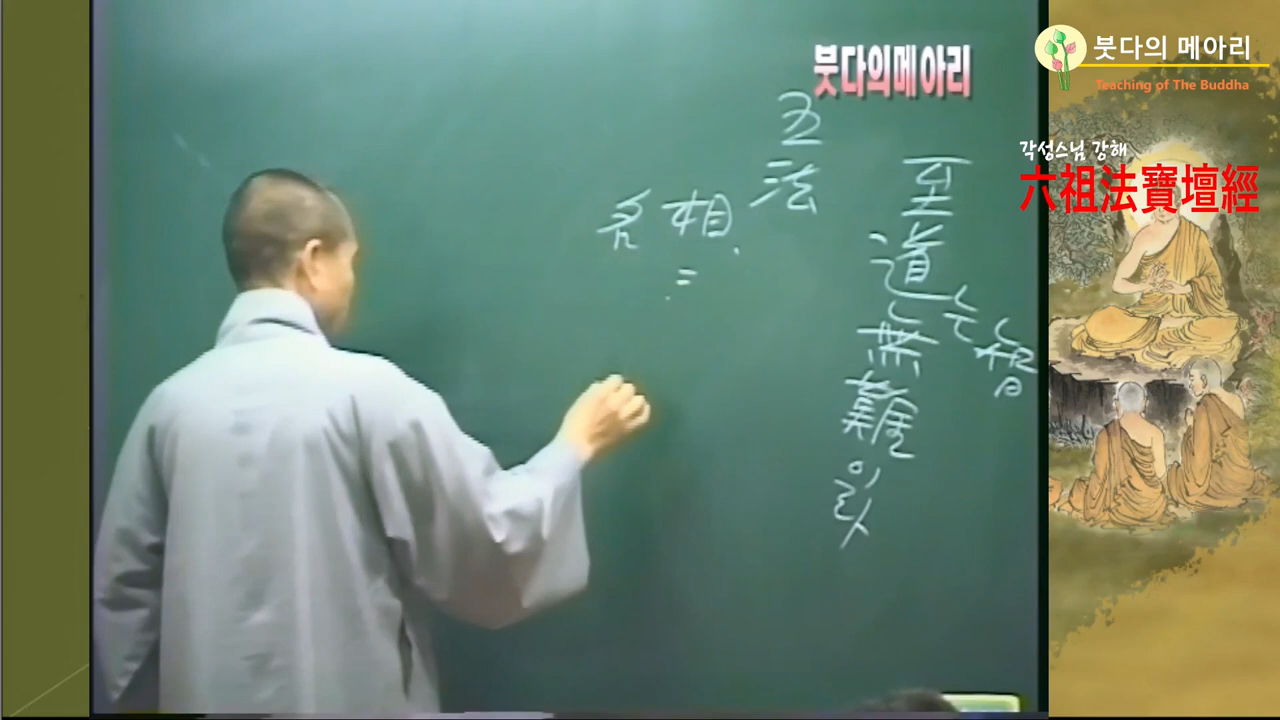 붓다의 메아리
Teaching of The Buddha
각성스님 강해
六祖法寶壇經
붓다의메아리
至道無難
는
智
五法
名相